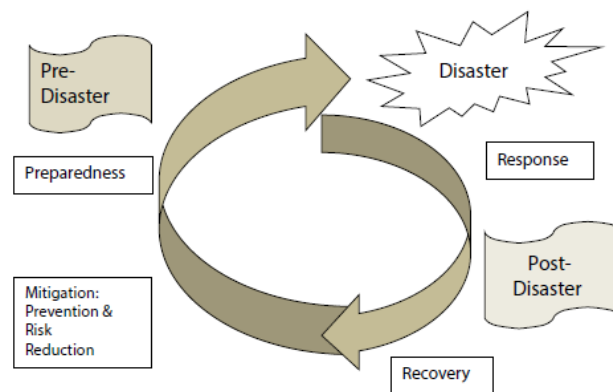 Pre-
Disaster
Disaster
Preparedness
Response
Mitigation:
Prevention &
Risk
Reduction
Post-
Disaster
Recovery